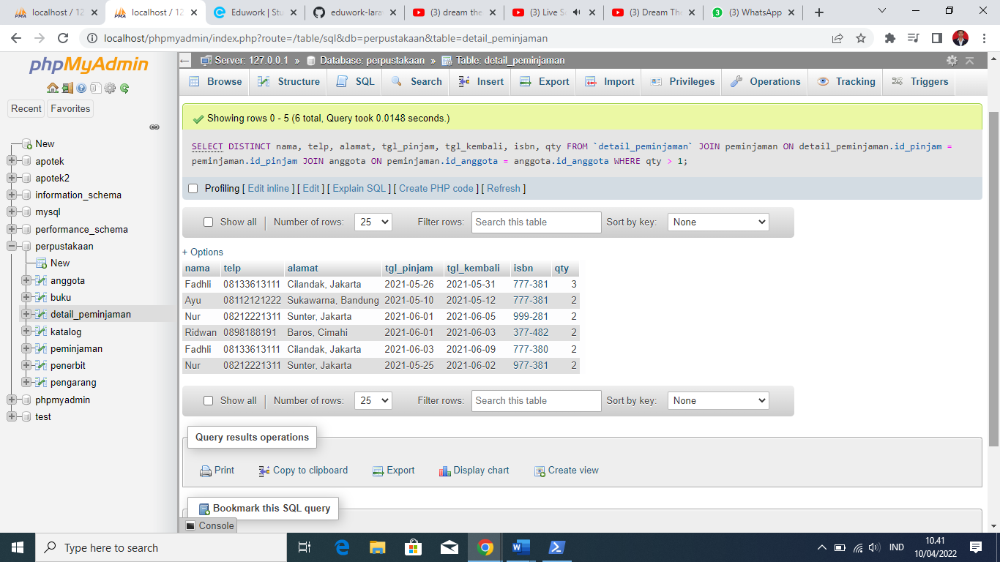 localhost / 12
localhost / 12
Eduwork | Stu
eduwork-lara
(3) dream the
(3) Live S
(3) Dream The
(3) WhatsApp
localhost/phpmyadmin/index.php?route=/table/sql&db=perpustakaan&table=detail_peminjaman
phpMyAdmin
Recent
Favorites
New
apotek
apotek2
information_schema
mysql
performance_schema
perpustakaan
New
anggota
buku
detail_peminjaman
katalog
peminjaman
penerbit
pengarang
phpmyadmin
test
Server: 127.0.0.1 » Database: perpustakaan » Table: detail_peminjaman
Browse Structure SQL Search Insert Export Import Privileges Operations Tracking Triggers
Showing rows 0 - 5 (6 total, Query took 0.0148 seconds.)
SELECT DISTINCT nama, telp, alamat, tgl_pinjam, tgl_kembali, isbn, qty FROM `detail_peminjaman` JOIN peminjaman ON detail_peminjaman.id_pinjam =
peminjaman.id_pinjam JOIN anggota ON peminjaman.id_anggota = anggota.id_anggota WHERE qty > 1;
Profiling [ Edit inline ] [ Edit ] [ Explain SQL ] [ Create PHP code ] [ Refresh ]
Show all | Number of rows: 25 Filter rows: Search this table Sort by key: None
+ Options
nama telp alamat tgl_pinjam tgl_kembali isbn qty
Fadhli 08133613111 Cilandak, Jakarta 2021-05-26 2021-05-31 777-381 3
Ayu 08112121222 Sukawarna, Bandung 2021-05-10 2021-05-12 777-381 2
Nur 08212221311 Sunter, Jakarta 2021-06-01 2021-06-05 999-281 2
Ridwan 0898188191 Baros, Cimahi 2021-06-01 2021-06-03 377-482 2
Fadhli 08133613111 Cilandak, Jakarta 2021-06-03 2021-06-09 777-380 2
Nur 08212221311 Sunter, Jakarta 2021-05-25 2021-06-02 977-381 2
Show all | Number of rows: 25 Filter rows: Search this table Sort by key: None
Query results operations
Print Copy to clipboard Export Display chart Create view
Bookmark this SQL query
Console
Type here to search
IND
10.41
10/04/2022